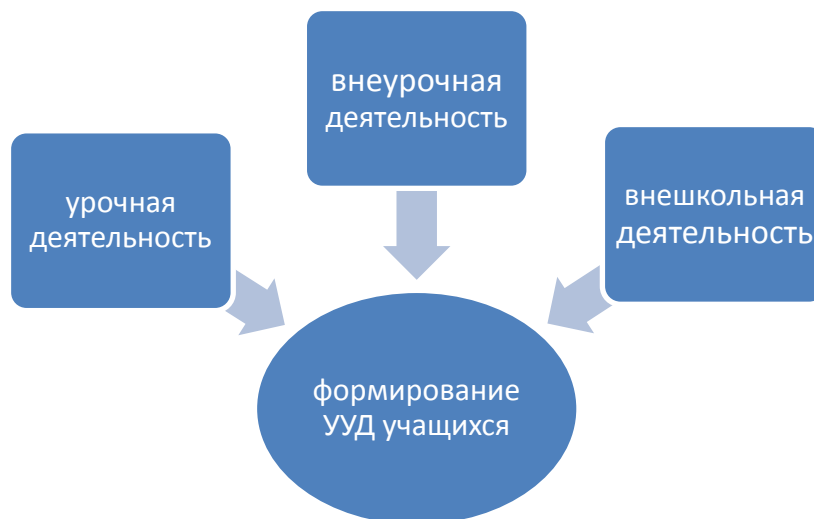 внеурочная
деятельность
урочная
деятельность
внешкольная
деятельность
формирование
УУД учащихся